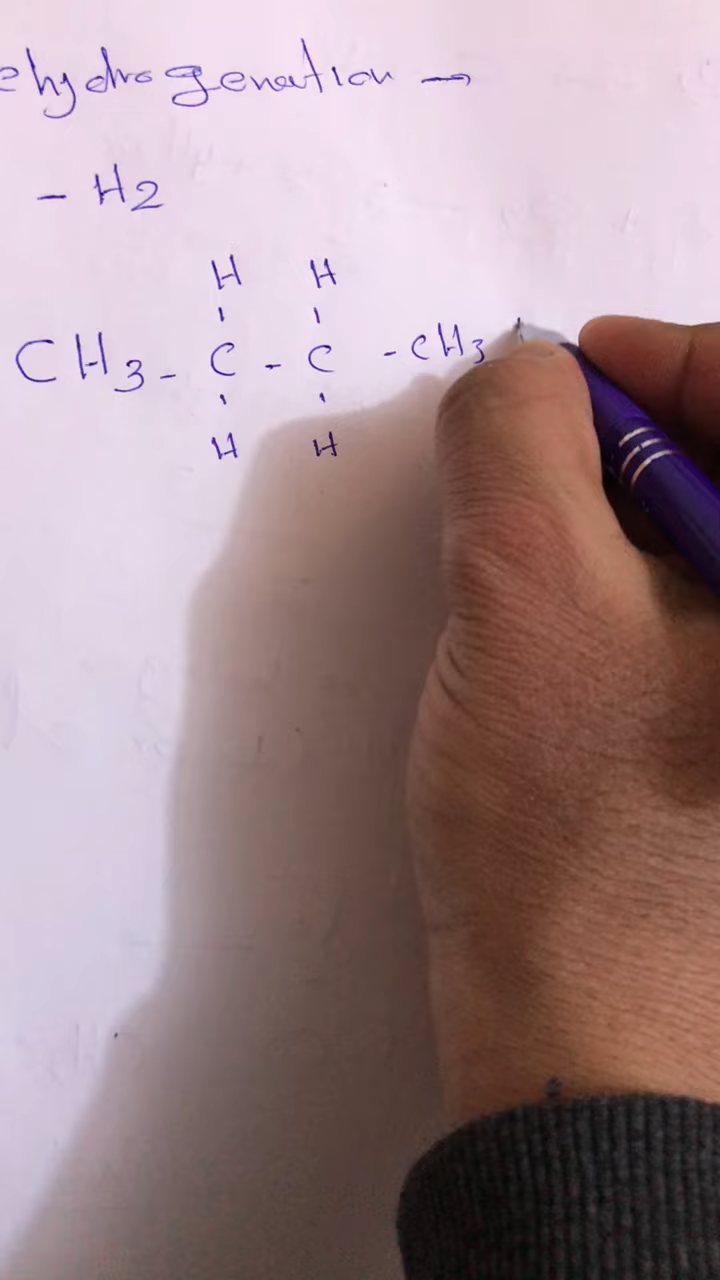 ehydrogenation →
- H2
H H
CH3 - C - C - CH3
H H